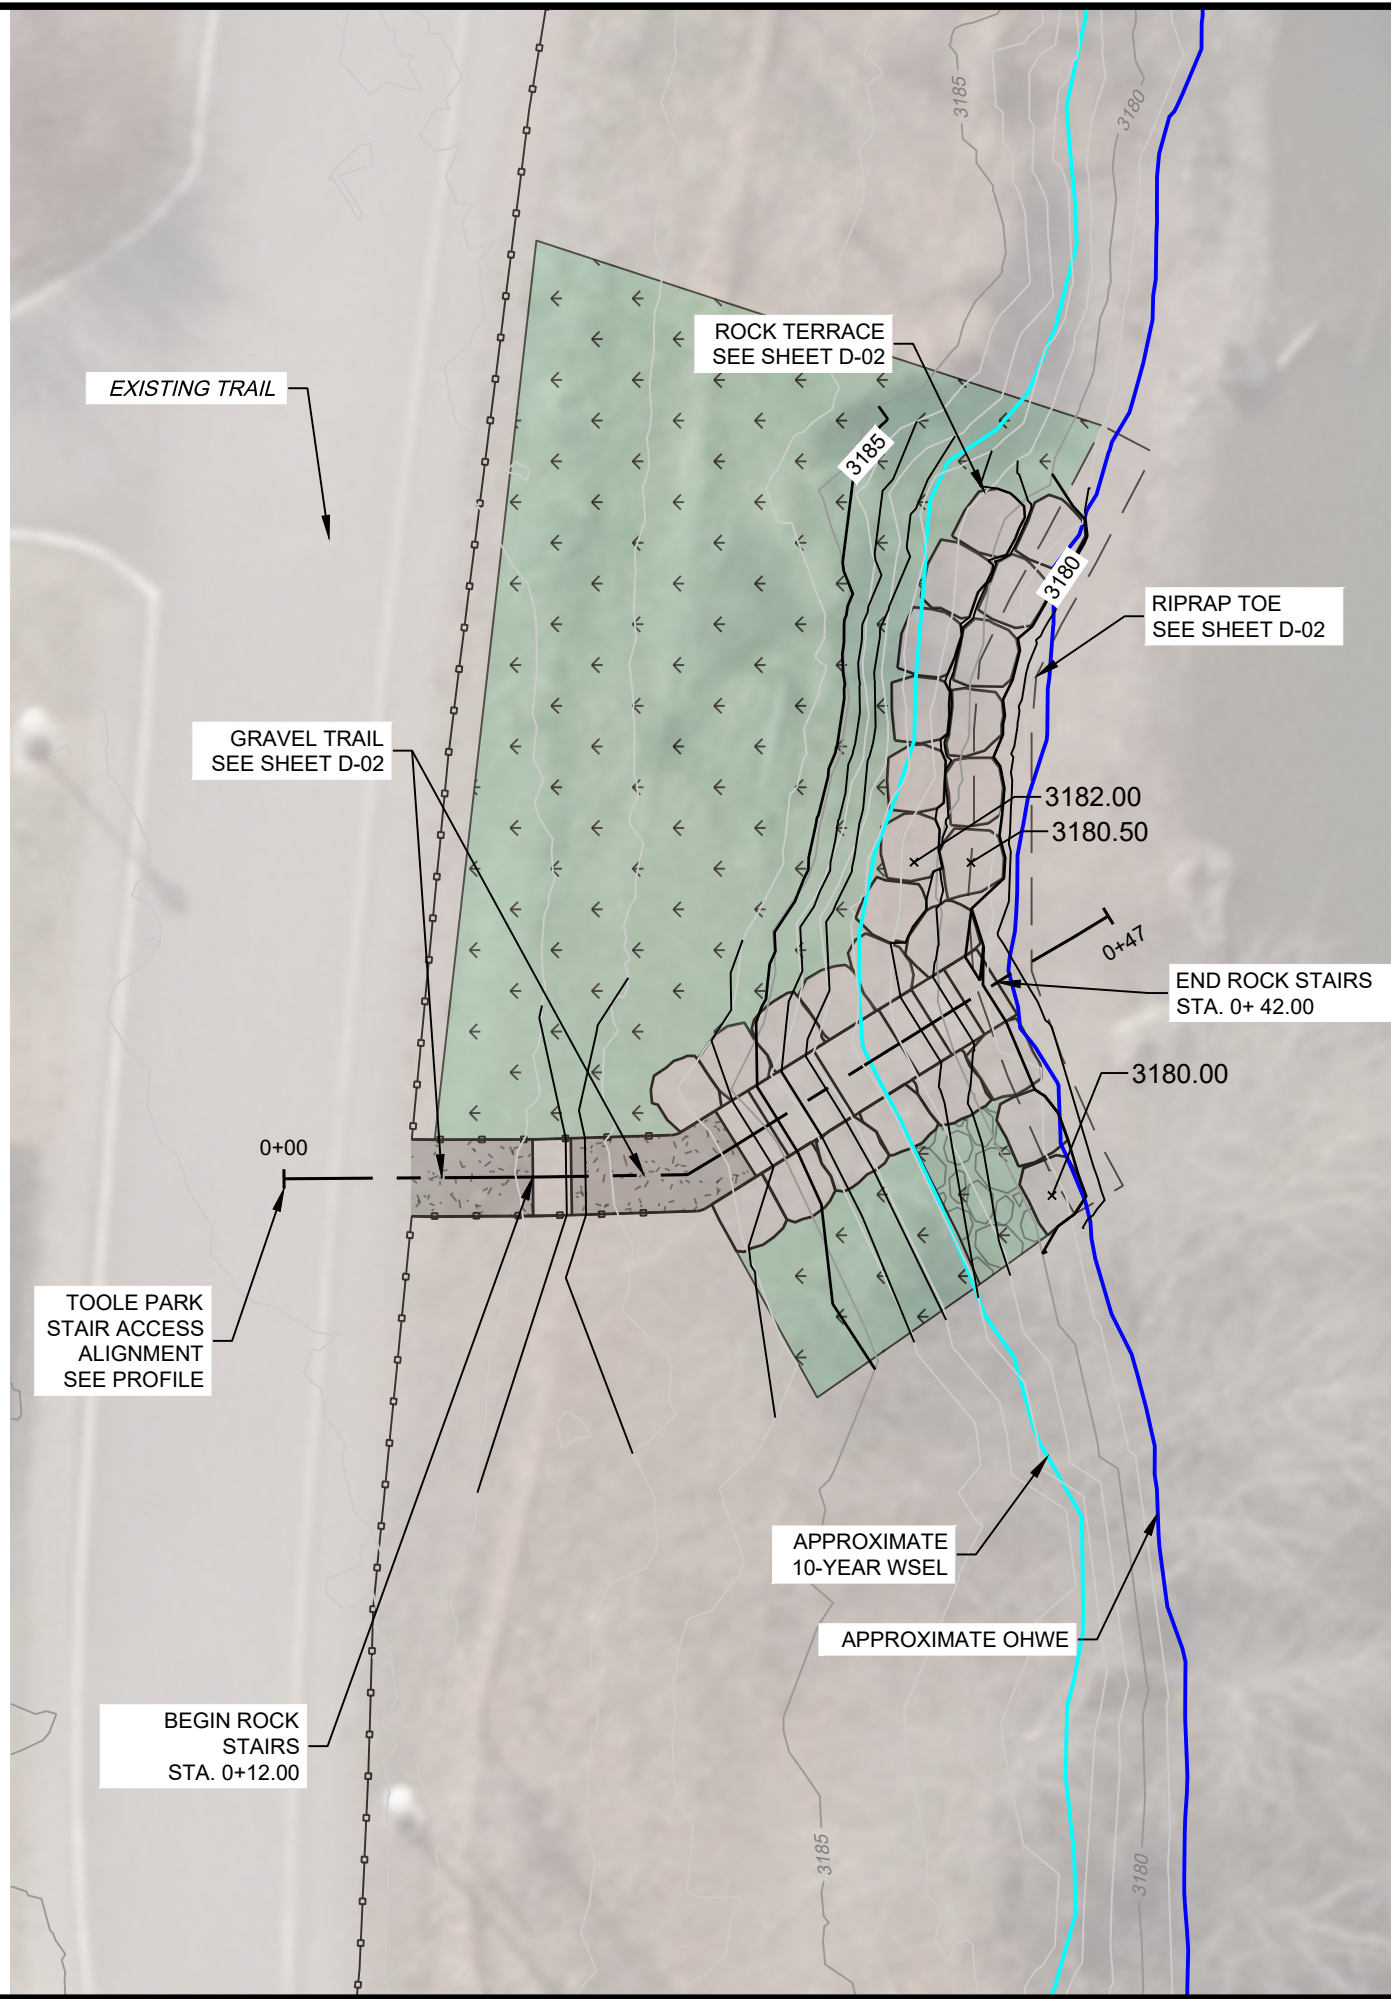 3185
3180
ROCK TERRACE
SEE SHEET D-02
EXISTING TRAIL
3185
3180
RIPRAP TOE
SEE SHEET D-02
GRAVEL TRAIL
SEE SHEET D-02
3182.00
3180.50
0+47
END ROCK STAIRS
STA. 0+ 42.00
3180.00
0+00
TOOLE PARK
STAIR ACCESS
ALIGNMENT
SEE PROFILE
APPROXIMATE
10-YEAR WSEL
APPROXIMATE OHWE
BEGIN ROCK
STAIRS
STA. 0+12.00
3185
3180